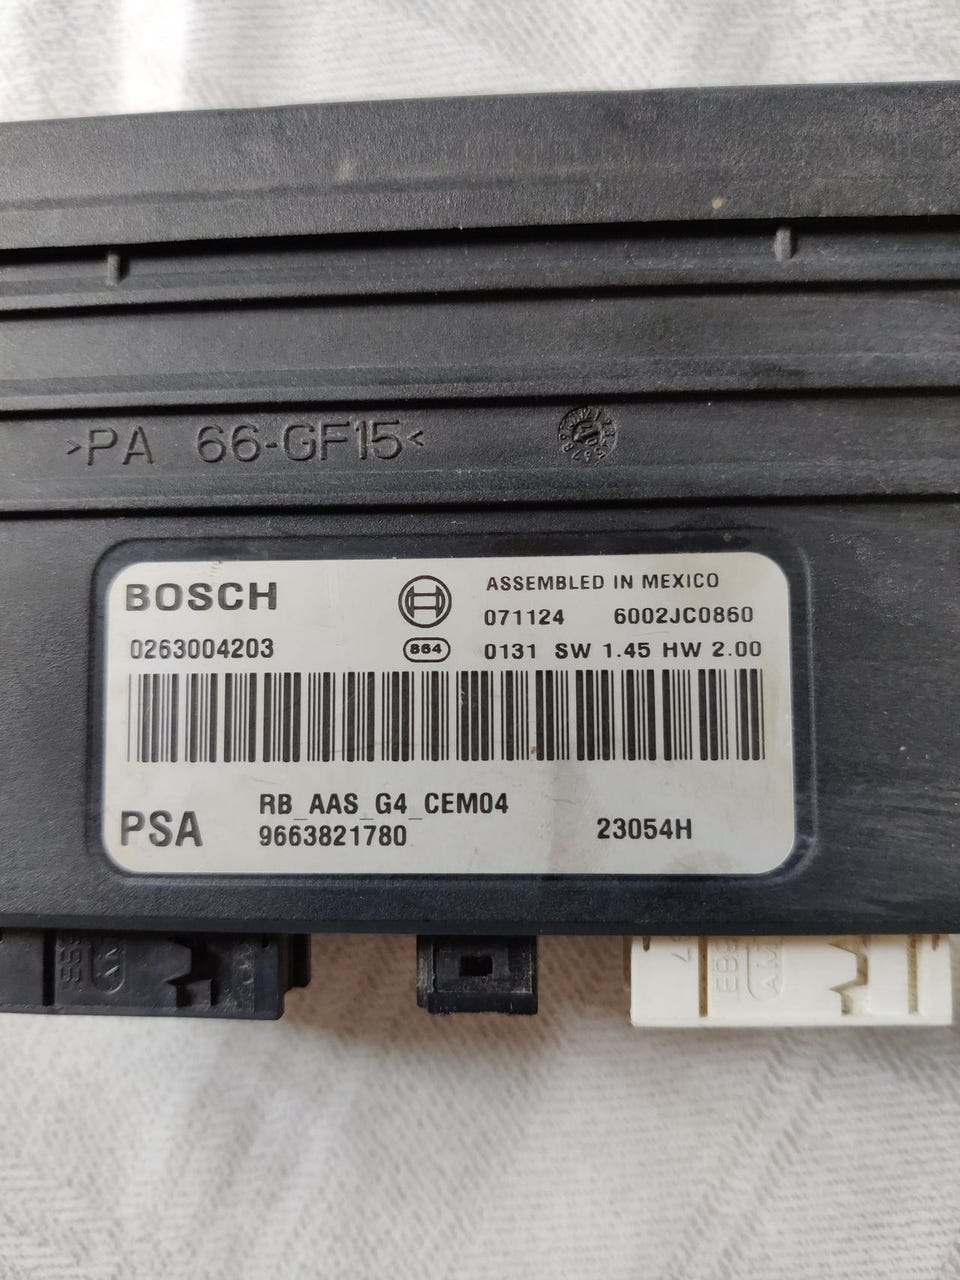 >PA 66-GF15<
BOSCH
ASSEMBLED IN MEXICO
071124 6002JC0860
0263004203
864
0131 SW 1.45 HW 2.00
RB_AAS_G4_CEM04
PSA
9663821780
23054H